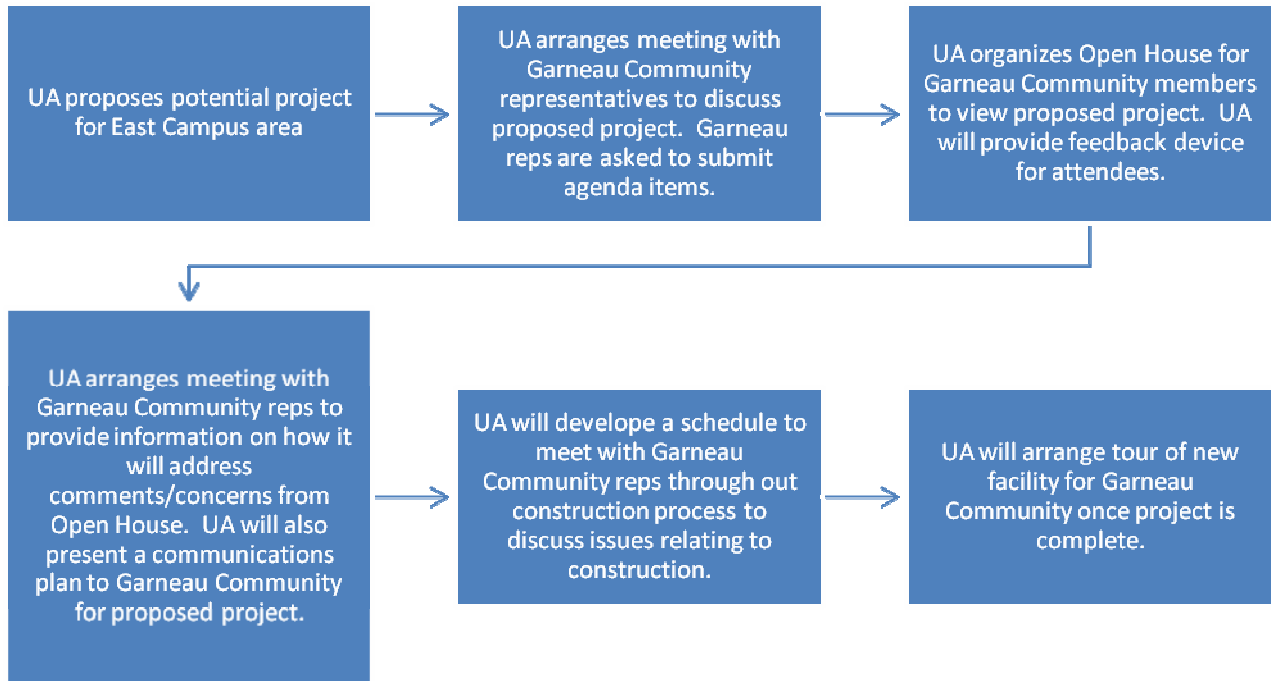 UA proposes potential project
for East Campus area
UA arranges meeting with
Garneau Community
representatives to discuss
proposed project.  Garneau
reps are asked to submit
agenda items.
UA organizes Open House for
Garneau Community members
to view proposed project.  UA
will provide feedback device
for attendees.
UA arranges meeting with
Garneau Community reps to
provide information on how it
will address
comments/concerns from
Open House.  UA will also
present a communications
plan to Garneau Community
for proposed project.
UA will develope a schedule to
meet with Garneau
Community reps through out
construction process to
discuss issues relating to
construction.
UA will arrange tour of new
facility for Garneau
Community once project is
complete.